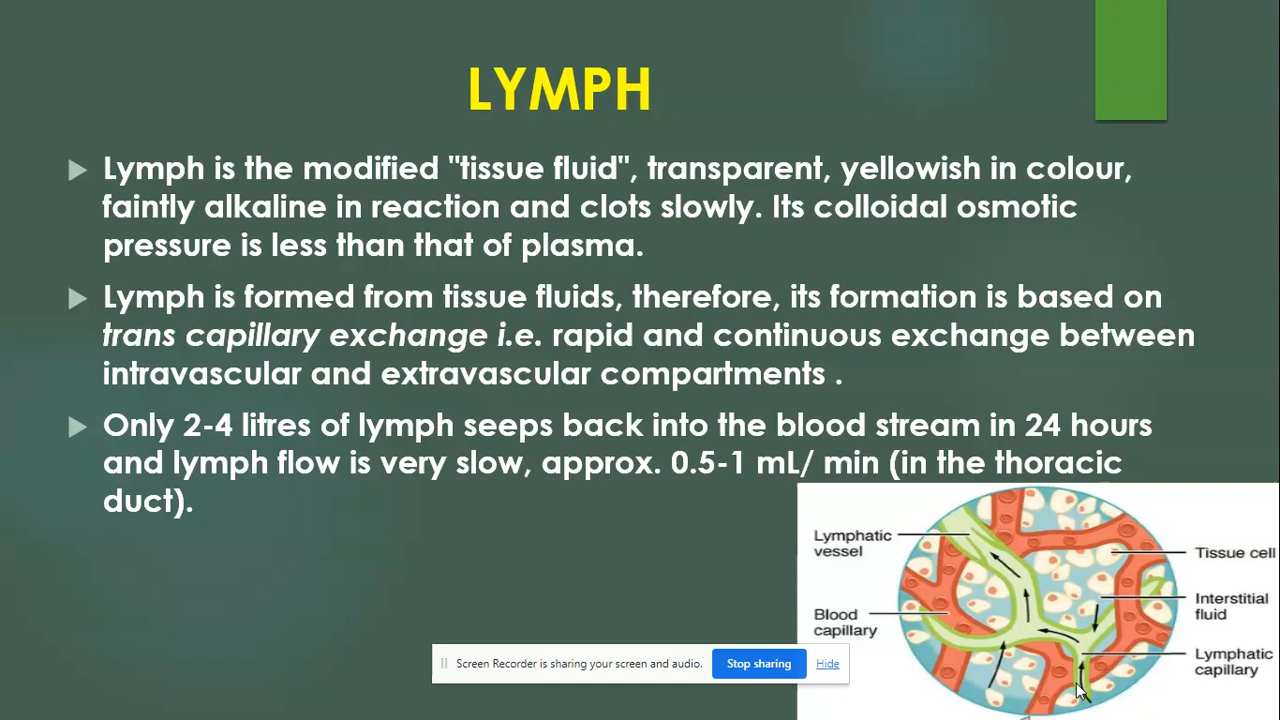 LYMPH
Lymph is the modified "tissue fluid", transparent, yellowish in colour,
faintly alkaline in reaction and clots slowly. Its colloidal osmotic
pressure is less than that of plasma.
Lymph is formed from tissue fluids, therefore, its formation is based on
trans capillary exchange i.e. rapid and continuous exchange between
intravascular and extravascular compartments .
Only 2-4 litres of lymph seeps back into the blood stream in 24 hours
and lymph flow is very slow, approx. 0.5-1 mL/ min (in the thoracic
duct).
Lymphatic
vessel
Blood
capillary
Tissue cell
Interstitial
fluid
Lymphatic
capillary
Screen Recorder is sharing your screen and audio.
Stop sharing
Hide